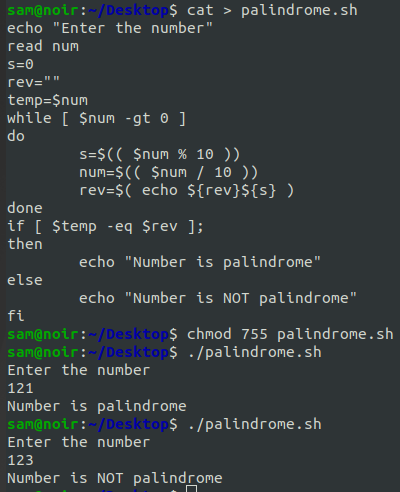 sam@noir:~/Desktop$ cat > palindrome.sh
echo "Enter the number"
read num
s=0
rev=""
temp=$num
while [ $num -gt 0 ]
do
        s=$(( $num % 10 ))
        num=$(( $num / 10 ))
        rev=$( echo ${rev}${s} )
done
if [ $temp -eq $rev ];
then
        echo "Number is palindrome"
else
        echo "Number is NOT palindrome"
fi
sam@noir:~/Desktop$ chmod 755 palindrome.sh
sam@noir:~/Desktop$ ./palindrome.sh
Enter the number
121
Number is palindrome
sam@noir:~/Desktop$ ./palindrome.sh
Enter the number
123
Number is NOT palindrome
sam@noir:~/Desktop$